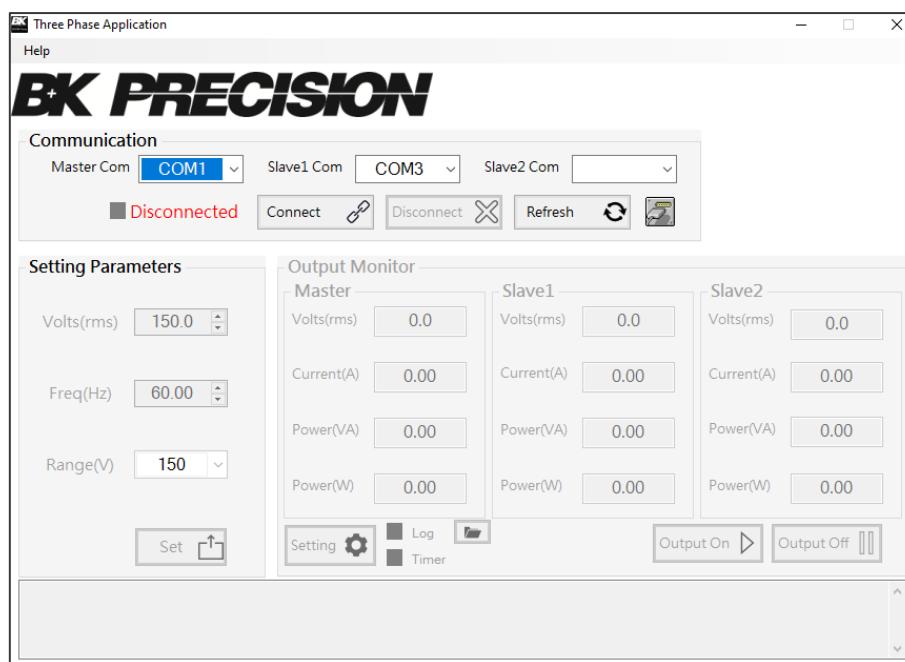 Three Phase Application
Help
BK PRECISION
Communication
Master Com COM1 Slave1 Com COM3 Slave2 Com
Disconnected Connect Disconnect Refresh
Setting Parameters
Output Monitor
Master Slave1 Slave2
Volts(rms) 150.0 Volts(rms) 0.0 Volts(rms) 0.0 Volts(rms) 0.0
Freq(Hz) 60.00 Current(A) 0.00 Current(A) 0.00 Current(A) 0.00
Power(VA) 0.00 Power(VA) 0.00 Power(VA) 0.00
Range(V) 150 Power(W) 0.00 Power(W) 0.00 Power(W) 0.00
Set Setting Log Timer Output On Output Off